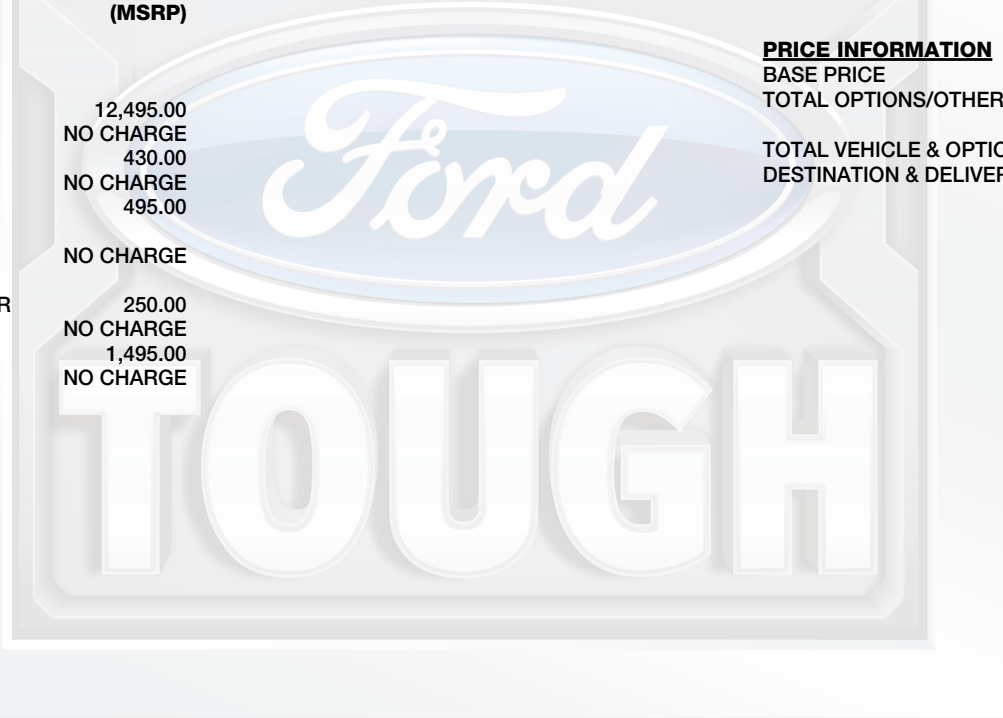 (MSRP)
12,495.00
NO CHARGE
430.00
NO CHARGE
495.00
NO CHARGE
R 250.00
NO CHARGE
1,495.00
NO CHARGE
PRICE INFORMATION
BASE PRICE
TOTAL OPTIONS/OTHER
TOTAL VEHICLE & OPTIO
DESTINATION & DELIVER
Ford
TOUGH